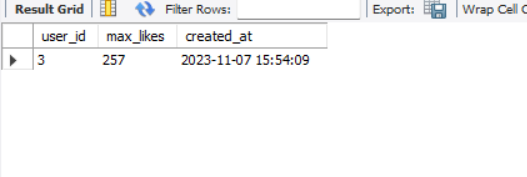 Result Grid Filter Rows: Export: Wrap Cell C
user_id max_likes created_at
3 257 2023-11-07 15:54:09